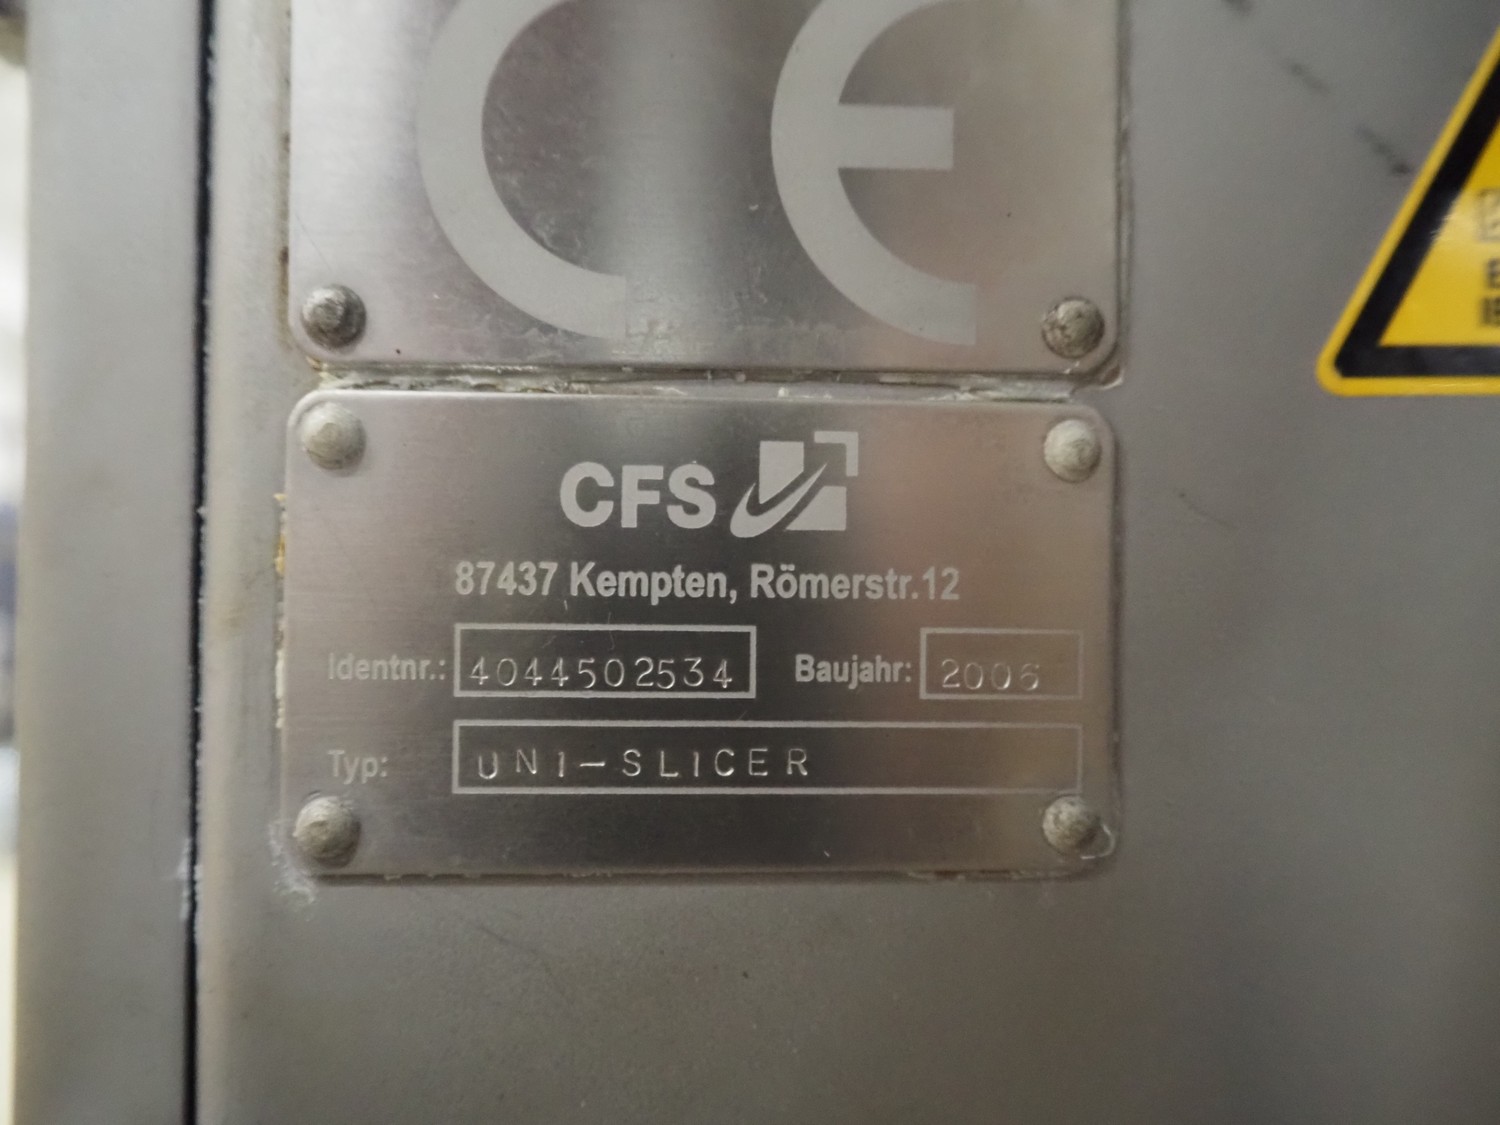 CE
CFS
87437 Kempten, Römerstr.12
Identnr.: 4044502534 Baujahr: 2006
Typ: UNI-SLICER